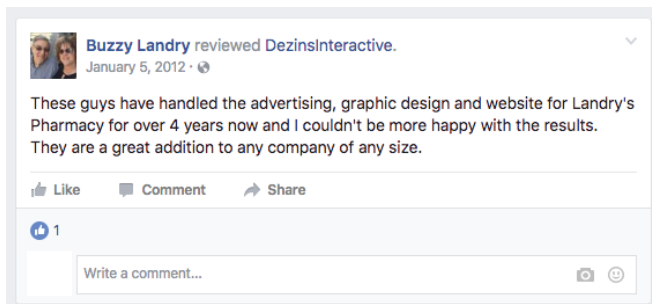 Buzzy Landry reviewed DezinsInteractive.
January 5, 2012 ·
These guys have handled the advertising, graphic design and website for Landry's
Pharmacy for over 4 years now and I couldn't be more happy with the results.
They are a great addition to any company of any size.
Like Comment Share
1
Write a comment...